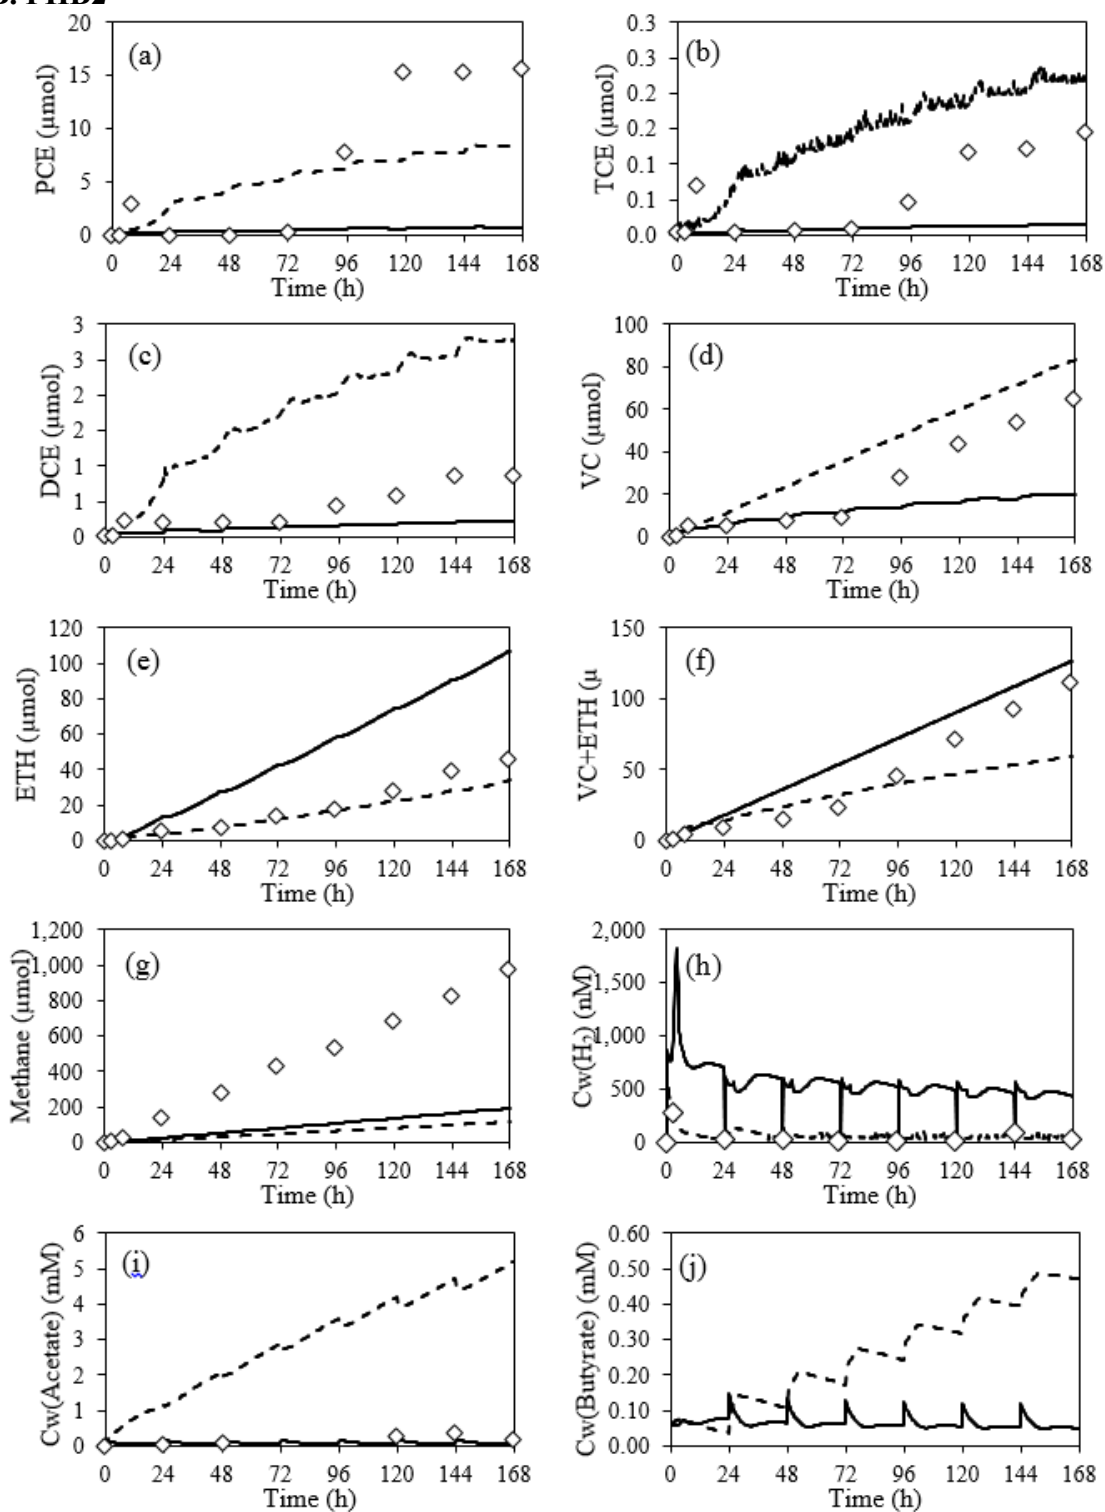 20
15
10
5
0
PCE (µmol)
(a)
0 24 48 72 96 120 144 168
Time (h)
0.3
0.3
0.2
0.2
0.1
0.1
0.0
TCE (µmol)
(b)
0 24 48 72 96 120 144 168
Time (h)
3
3
2
2
1
1
0
DCE (µmol)
(c)
0 24 48 72 96 120 144 168
Time (h)
100
80
60
40
20
0
VC (µmol)
(d)
0 24 48 72 96 120 144 168
Time (h)
120
100
80
60
40
20
0
ETH (µmol)
(e)
0 24 48 72 96 120 144 168
Time (h)
150
100
50
0
VC+ETH (µ
(f)
0 24 48 72 96 120 144 168
Time (h)
1,200
1,000
800
600
400
200
0
Methane (µmol)
(g)
0 24 48 72 96 120 144 168
Time (h)
2,000
1,500
1,000
500
0
Cw(H₂) (nM)
(h)
0 24 48 72 96 120 144 168
Time (h)
6
5
4
3
2
1
0
Cw(Acetate) (mM)
(i)
0 24 48 72 96 120 144 168
Time (h)
0.60
0.50
0.40
0.30
0.20
0.10
0.00
Cw(Butyrate) (mM)
(j)
0 24 48 72 96 120 144 168
Time (h)